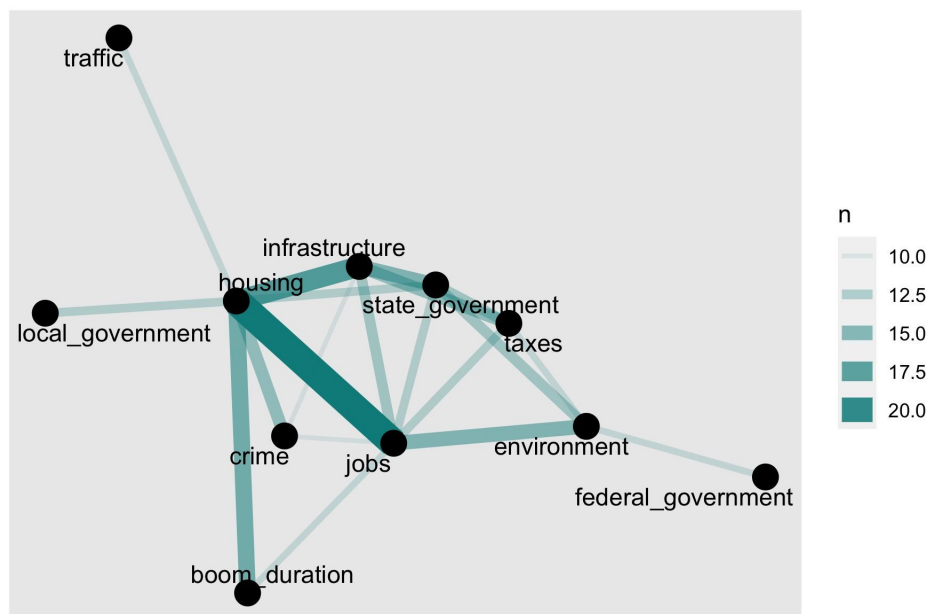 traffic
infrastructure
housing
state_government
local_government
taxes
crime
jobs
environment
federal_government
boom_duration
n
10.0
12.5
15.0
17.5
20.0